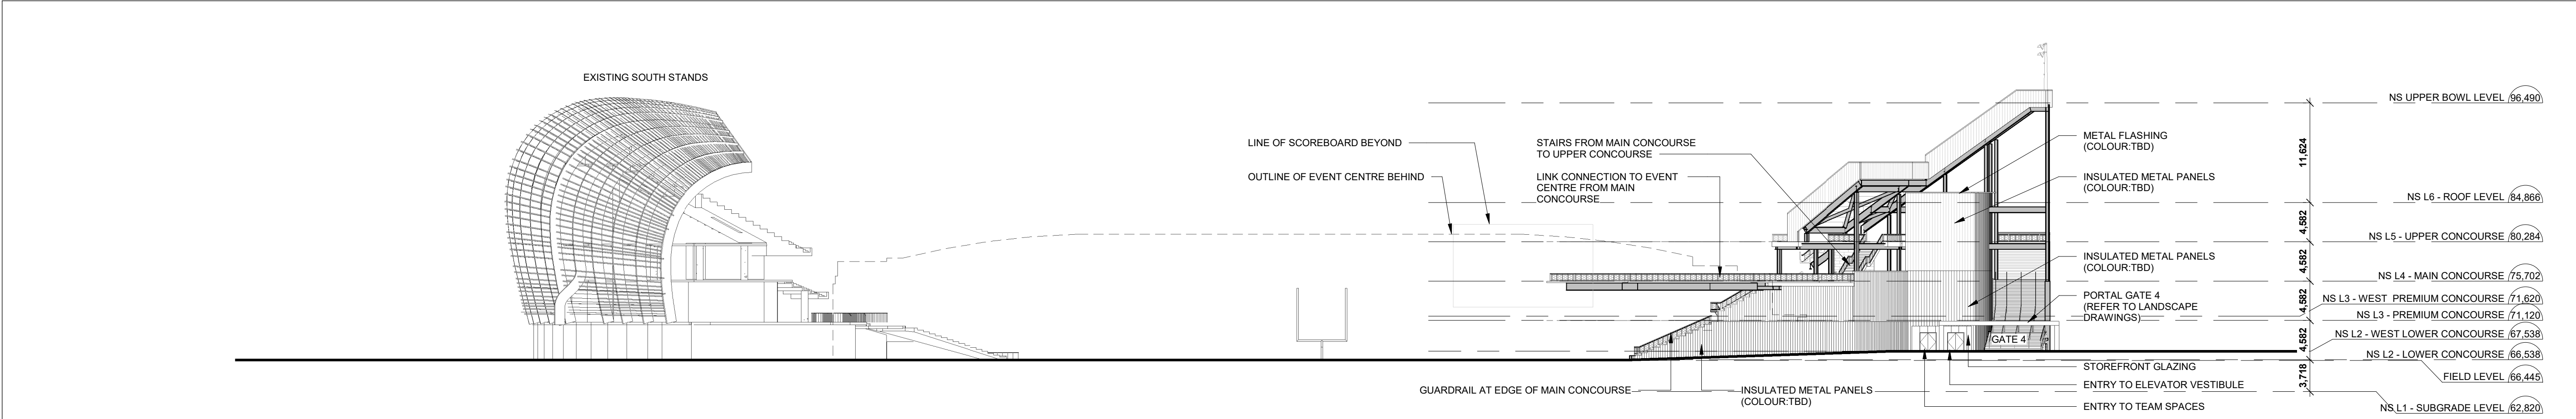 EXISTING SOUTH STANDS
LINE OF SCOREBOARD BEYOND
OUTLINE OF EVENT CENTRE BEHIND
STAIRS FROM MAIN CONCOURSE
TO UPPER CONCOURSE
LINK CONNECTION TO EVENT
CENTRE FROM MAIN
CONCOURSE
GUARDRAIL AT EDGE OF MAIN CONCOURSE
INSULATED METAL PANELS
(COLOUR:TBD)
GATE 4
METAL FLASHING
(COLOUR:TBD)
INSULATED METAL PANELS
(COLOUR:TBD)
INSULATED METAL PANELS
(COLOUR:TBD)
PORTAL GATE 4
(REFER TO LANDSCAPE
DRAWINGS)
STOREFRONT GLAZING
ENTRY TO ELEVATOR VESTIBULE
ENTRY TO TEAM SPACES
11,624
4,582
4,582
4,582
4,582
3,718
NS UPPER BOWL LEVEL 96,490
NS L6 - ROOF LEVEL 84,866
NS L5 - UPPER CONCOURSE 80,284
NS L4 - MAIN CONCOURSE 75,702
NS L3 - WEST PREMIUM CONCOURSE 71,620
NS L3 - PREMIUM CONCOURSE 71,120
NS L2 - WEST LOWER CONCOURSE 67,538
NS L2 - LOWER CONCOURSE 66,538
FIELD LEVEL 66,445
NS L1 - SUBGRADE LEVEL 62,820